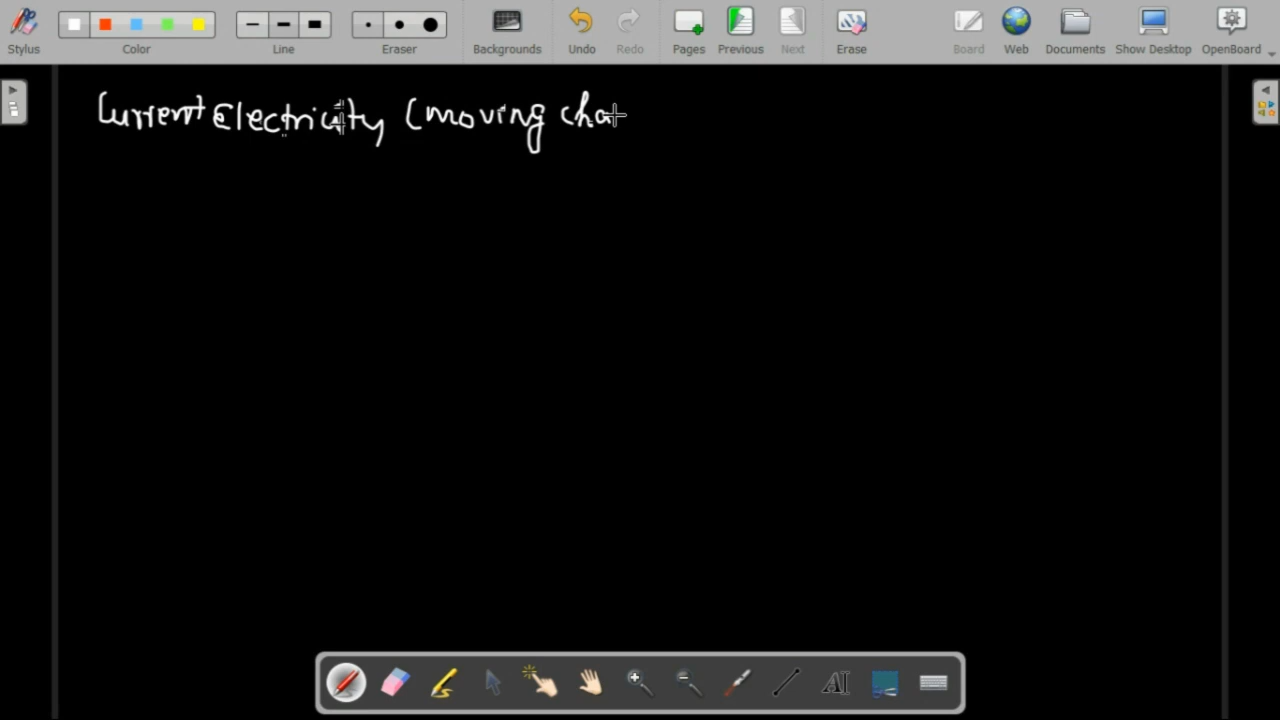 Stylus Color Line Eraser Backgrounds Undo Redo Pages Previous Next Erase Board Web Documents Show Desktop OpenBoard
Current Electricity (moving cha
AI